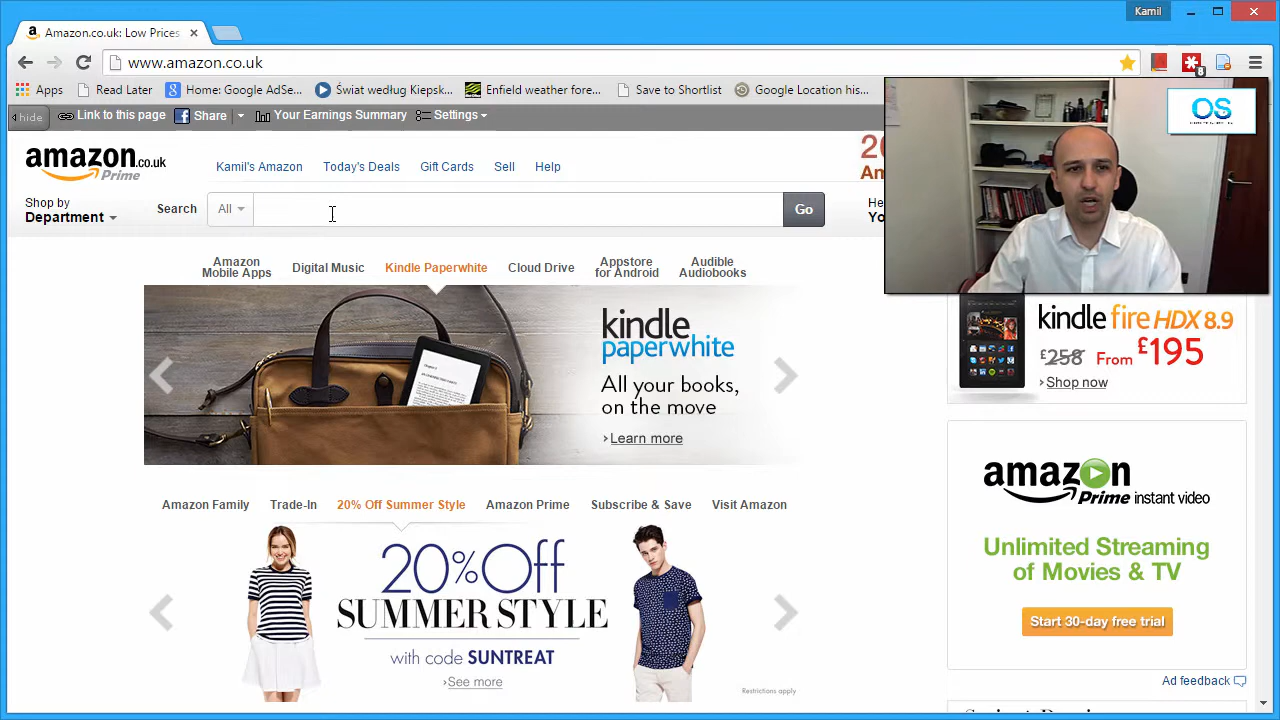 Kamil
Amazon.co.uk: Low Prices
www.amazon.co.uk
8
Apps
Read Later
Home: Google AdSe...
Świat według Kiepsk...
Enfield weather fore...
Save to Shortlist
Google Location his...
hide
Link to this page
Share
Your Earnings Summary
Settings
OS
amazon.co.uk
Prime
Kamil's Amazon
Today's Deals
Gift Cards
Sell
Help
20
Am
Shop by
Department
Search
All
Go
He
Yo
Amazon
Mobile Apps
Digital Music
Kindle Paperwhite
Cloud Drive
Appstore
for Android
Audible
Audiobooks
kindle
paperwhite
All your books,
on the move
›Learn more
kindle fire HDX 8.9
£258 From £195
›Shop now
amazon
Prime instant video
Unlimited Streaming
of Movies & TV
Start 30-day free trial
Ad feedback
Amazon Family
Trade-In
20% Off Summer Style
Amazon Prime
Subscribe & Save
Visit Amazon
20% Off
SUMMER STYLE
with code SUNTREAT
›See more
Restrictions apply